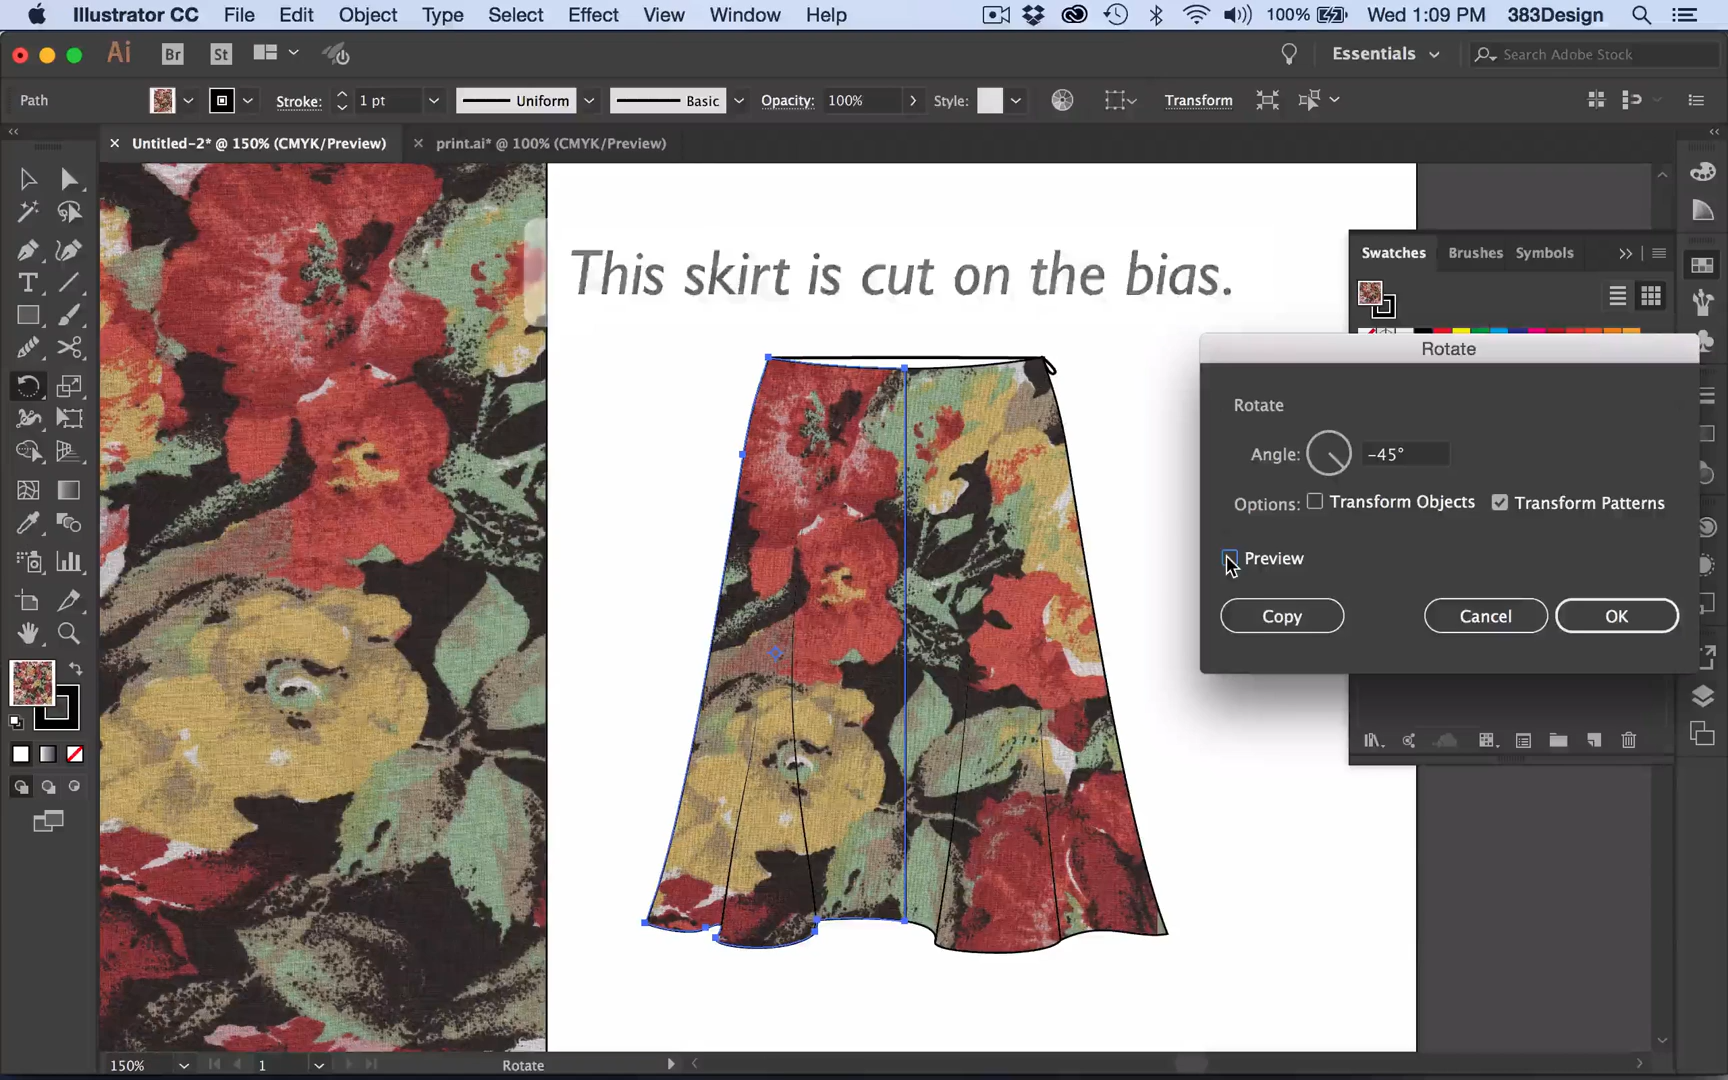 Illustrator CC File Edit Object Type Select Effect View Window Help 100% Wed 1:09 PM 383Design
Ai Br St Essentials Search Adobe Stock
Path Stroke: 1 pt Uniform Basic Opacity: 100% Style: Transform
Untitled-2* @ 150% (CMYK/Preview) print.ai* @ 100% (CMYK/Preview)
This skirt is cut on the bias.
Swatches Brushes Symbols
Rotate
Rotate
Angle: -45°
Options: Transform Objects Transform Patterns
Preview
Copy Cancel OK
150% 1 Rotate